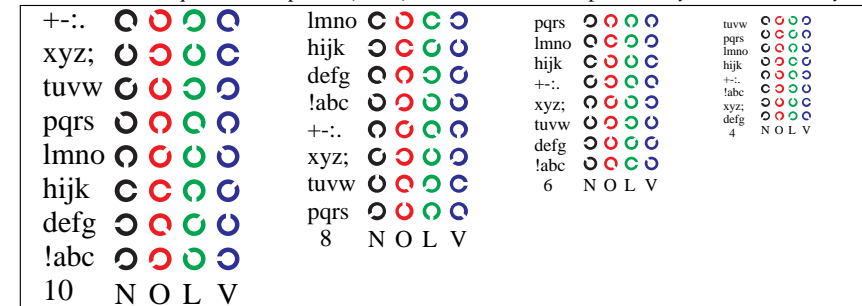 +-:.
xyz;
tuvw
pqrs
lmno
hijk
defg
!abc
10 N O L V
lmno
hijk
defg
!abc
+-:.
xyz;
tuvw
pqrs
8 N O L V
pqrs
lmno
hijk
+-:.
xyz;
tuvw
defg
!abc
6 N O L V
tuvw
pqrs
lmno
hijk
+-:.
!abc
xyz;
defg
4 N O L V